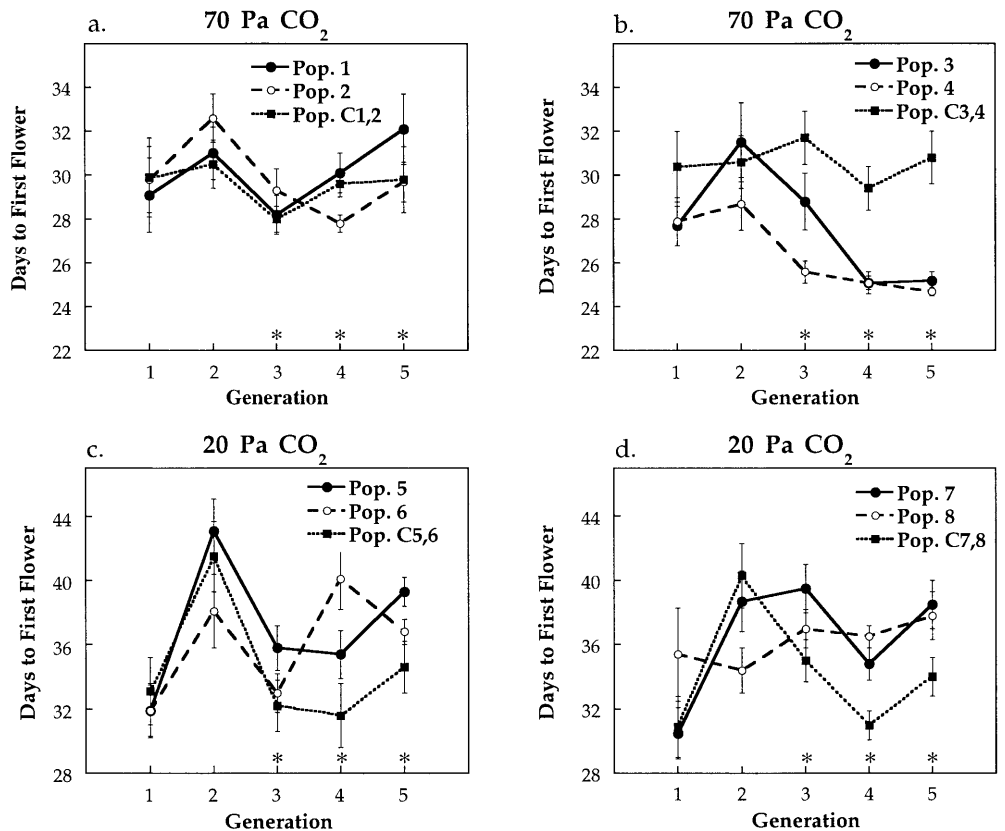 a.
70 Pa CO2
Pop. 1
Pop. 2
Pop. C1,2
Days to First Flower
34
32
30
28
26
24
22
* * *
1 2 3 4 5
Generation
b.
70 Pa CO2
Pop. 3
Pop. 4
Pop. C3,4
Days to First Flower
34
32
30
28
26
24
22
* * *
1 2 3 4 5
Generation
c.
20 Pa CO2
Pop. 5
Pop. 6
Pop. C5,6
Days to First Flower
44
40
36
32
28
* * *
1 2 3 4 5
Generation
d.
20 Pa CO2
Pop. 7
Pop. 8
Pop. C7,8
Days to First Flower
44
40
36
32
28
* * *
1 2 3 4 5
Generation